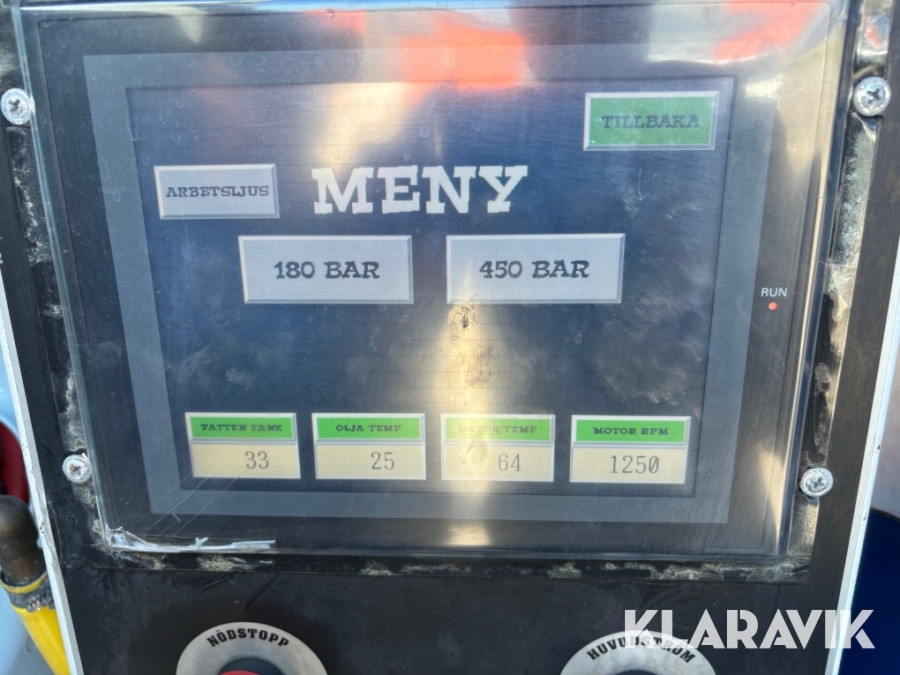 TILLBAKA
ARBETSLJUS
MENY
180 BAR
450 BAR
RUN
VATTEN TANK
OLJA TEMP
MOTOR TEMP
MOTOR RPM
33
25
64
1250
NÖDSTOPP
HUVUDSTRÖM
KLARAVIK